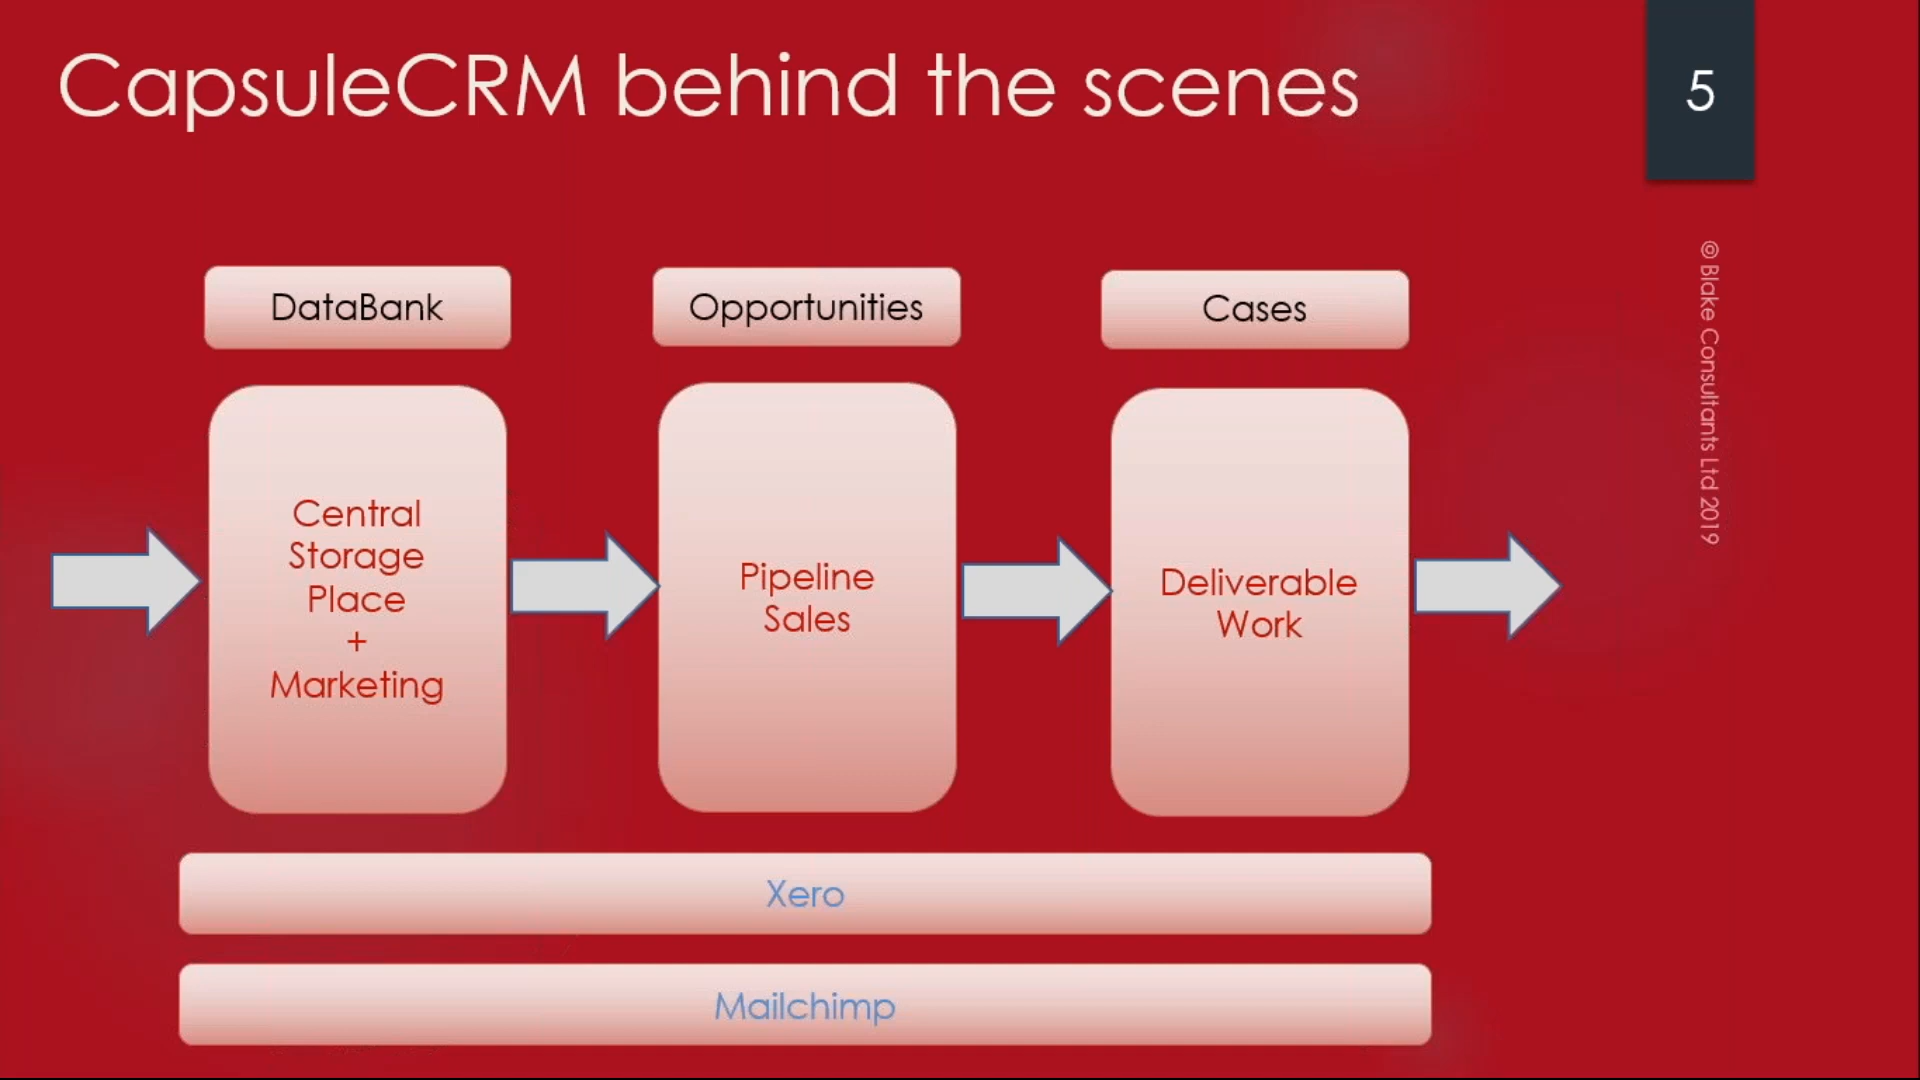 CapsuleCRM behind the scenes
5
© Blake Consultants Ltd 2019
DataBank
Opportunities
Cases
Central
Storage
Place
+
Marketing
Pipeline
Sales
Deliverable
Work
Xero
Mailchimp